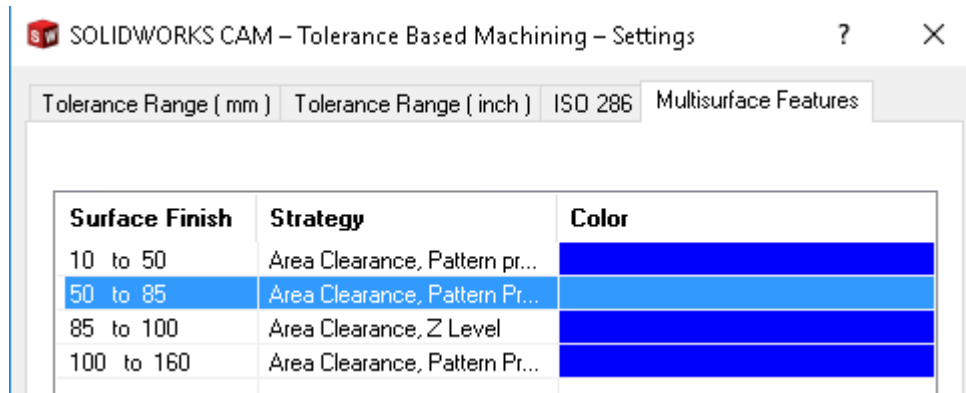 SOLIDWORKS CAM – Tolerance Based Machining – Settings ? ×
Tolerance Range ( mm ) Tolerance Range ( inch ) ISO 286 Multisurface Features
Surface Finish Strategy Color
10 to 50 Area Clearance, Pattern pr...
50 to 85 Area Clearance, Pattern Pr...
85 to 100 Area Clearance, Z Level
100 to 160 Area Clearance, Pattern Pr...